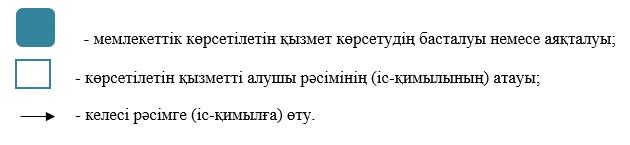 - мемлекеттік көрсетілетін қызмет көрсетудің басталуы немесе аяқталуы;
- көрсетілетін қызметті алушы рәсімінің (іс-қимылының) атауы;
- келесі рәсімге (іс-қимылға) өту.